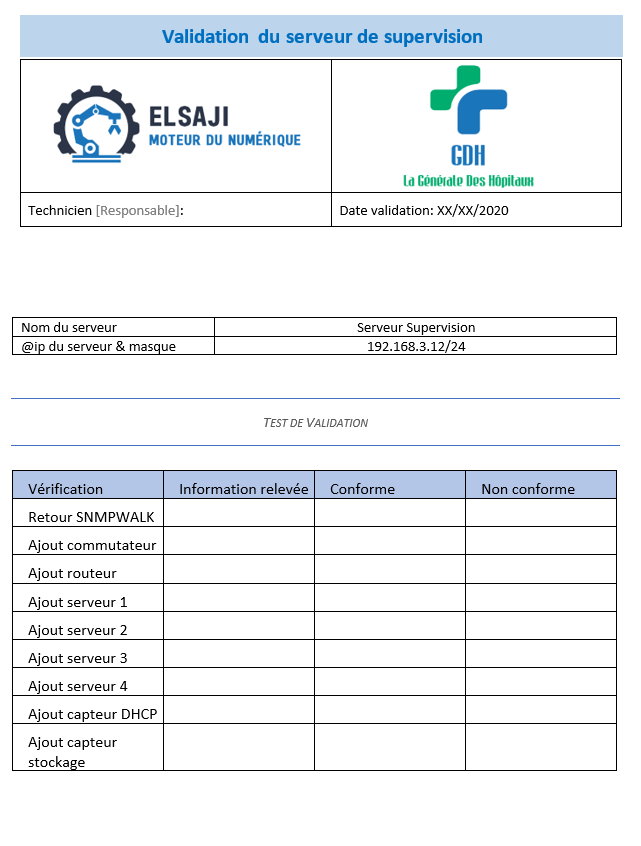 Validation  du serveur de supervision
ELSAJI
MOTEUR DU NUMÉRIQUE
GDH
La Générale Des Hôpitaux
Technicien [Responsable]:
Date validation: XX/XX/2020
Nom du serveur
Serveur Supervision
@ip du serveur & masque
192.168.3.12/24
TEST DE VALIDATION
Vérification
Information relevée
Conforme
Non conforme
Retour SNMPWALK
Ajout commutateur
Ajout routeur
Ajout serveur 1
Ajout serveur 2
Ajout serveur 3
Ajout serveur 4
Ajout capteur DHCP
Ajout capteur
stockage